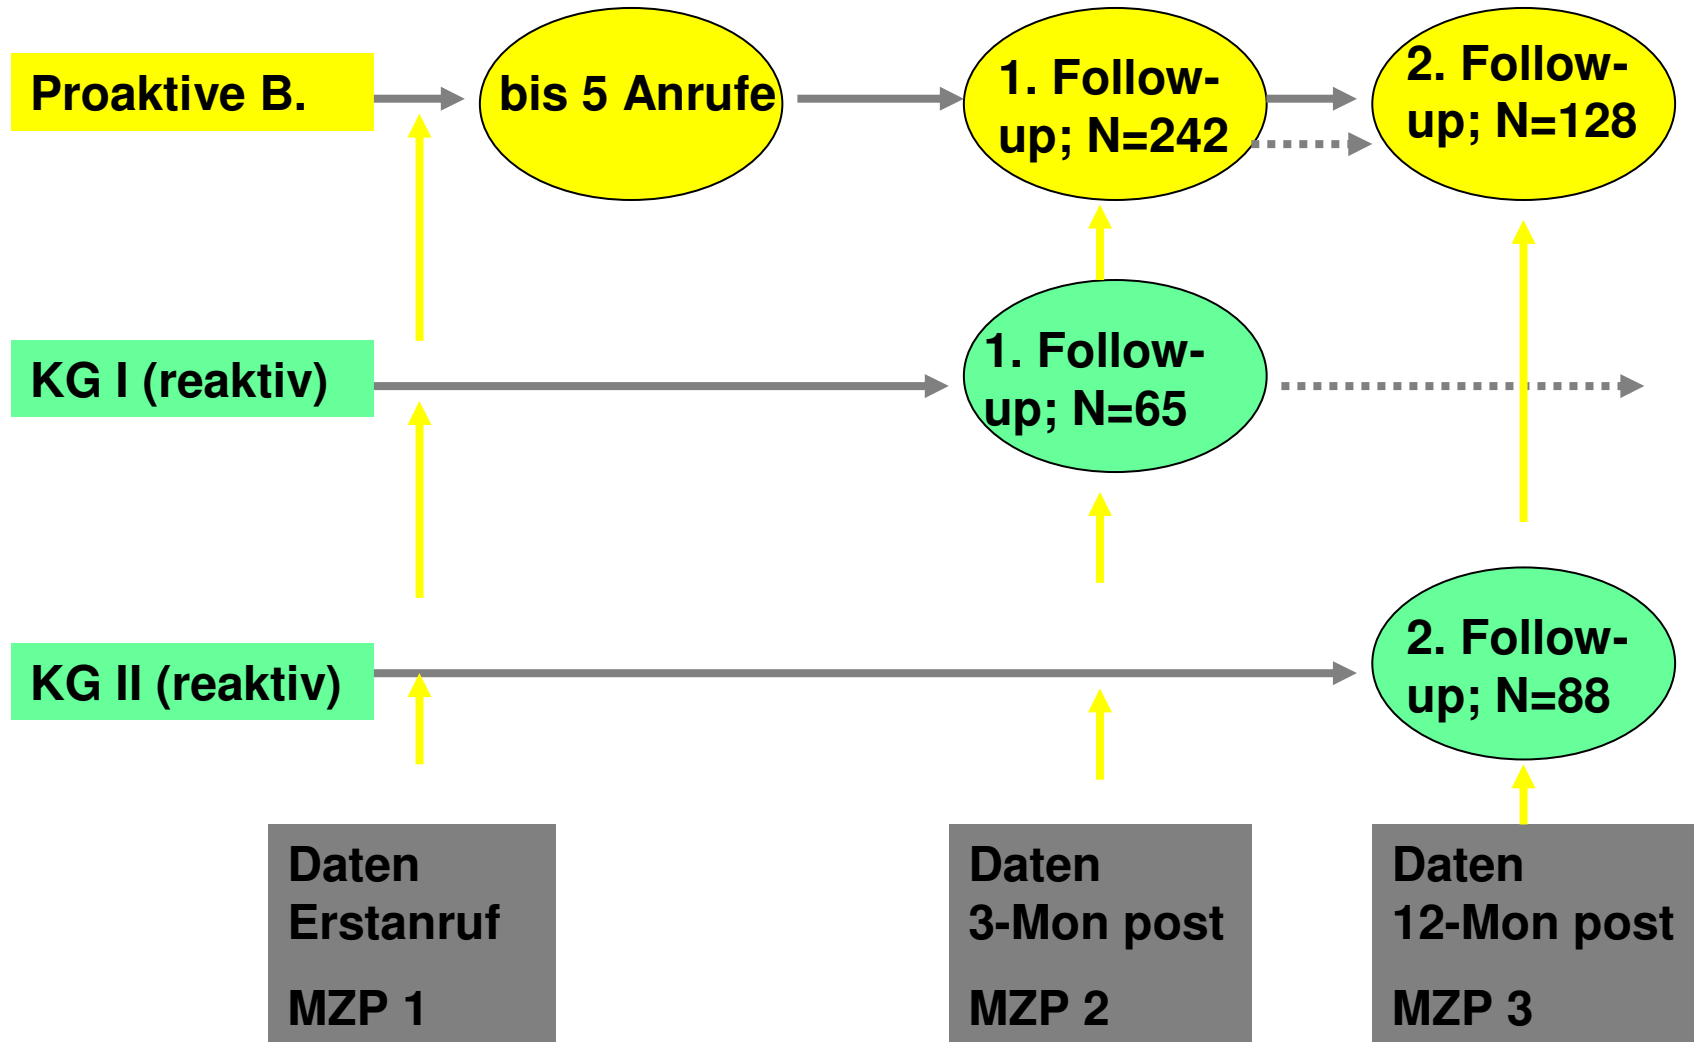 Proaktive B.
bis 5 Anrufe
1. Follow-
up; N=242
2. Follow-
up; N=128
KG I (reaktiv)
1. Follow-
up; N=65
KG II (reaktiv)
2. Follow-
up; N=88
Daten
Erstanruf
MZP 1
Daten
3-Mon post
MZP 2
Daten
12-Mon post
MZP 3